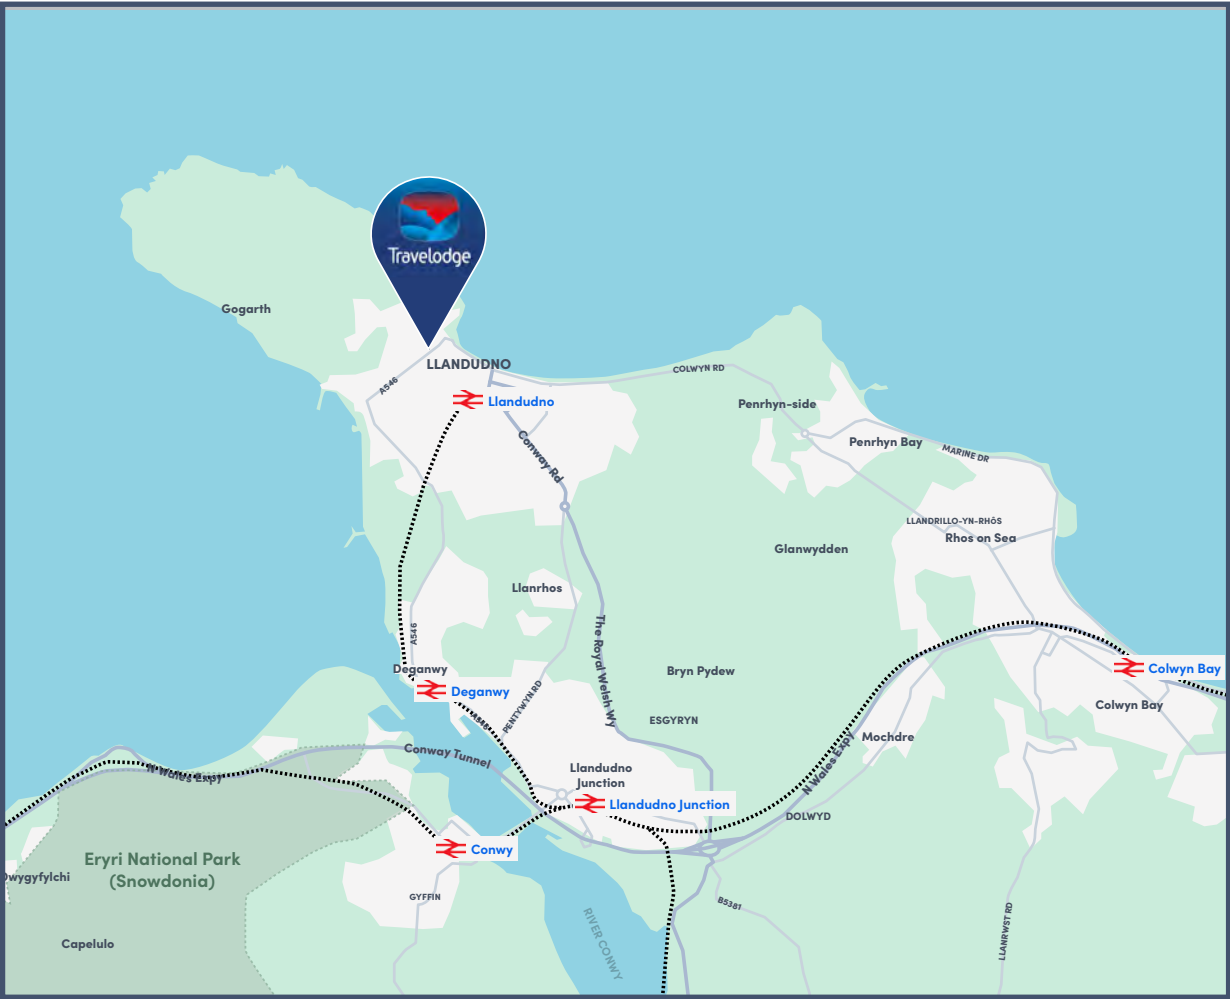 Travelodge
Gogarth
LLANDUDNO
COLWYN RD
A546
Llandudno
Penrhyn-side
Conway Rd
Penrhyn Bay
MARINE DR
LLANDRILLO-YN-RHÔS
Rhos on Sea
Glanwydden
Llanrhos
A546
The Royal Welsh Wy
Deganwy
Bryn Pydew
Colwyn Bay
Deganwy
PENTYWYN RD
A546
ESGYRYN
Colwyn Bay
Mochdre
Conway Tunnel
N Wales Expy
Llandudno
Junction
N Wales Expy
Llandudno Junction
DOLWYD
Conwy
Eryri National Park
(Snowdonia)
Dwygyfylchi
GYFFIN
B5381
RIVER CONWY
LLANRWST RD
Capelulo